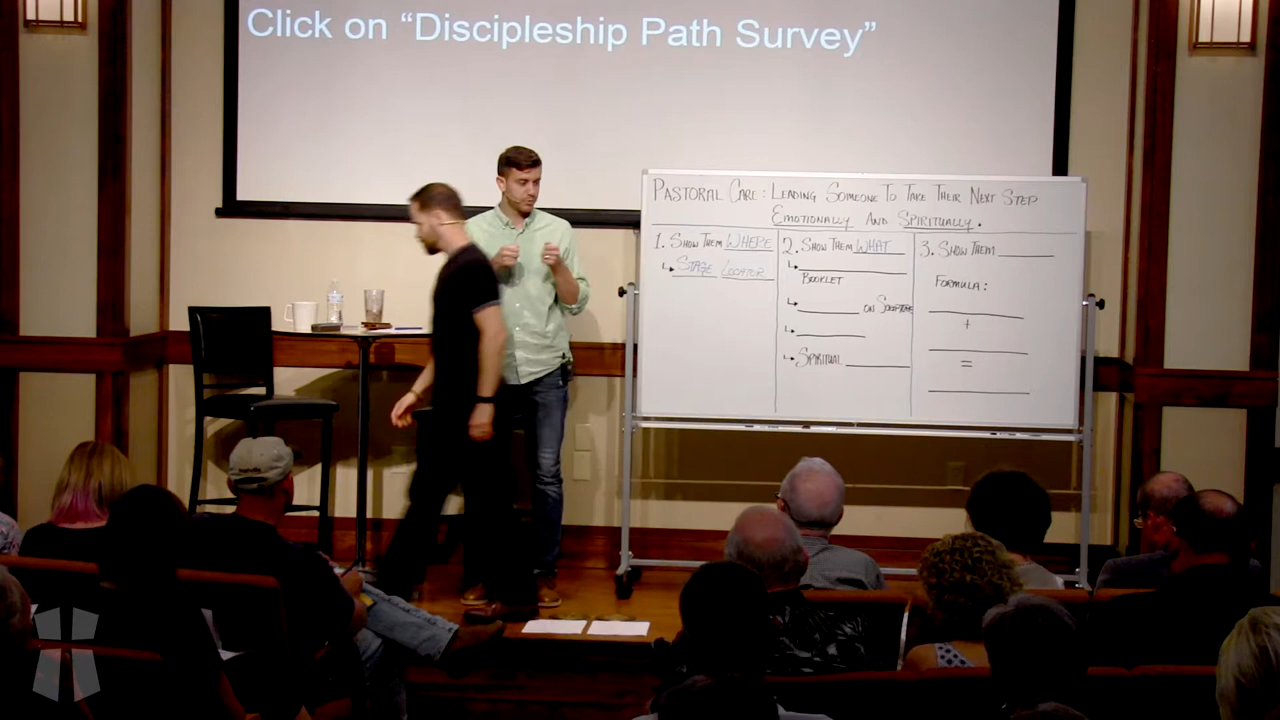 Click on “Discipleship Path Survey”
PASTORAL CARE: LEADING SOMEONE TO TAKE THEIR NEXT STEP
EMOTIONALLY AND SPIRITUALLY.
1. SHOW THEM WHERE
STAGE LOCATOR
2. SHOW THEM WHAT
BOOKLET
ON SCRIPTURE
SPIRITUAL
3. SHOW THEM
FORMULA:
+
=